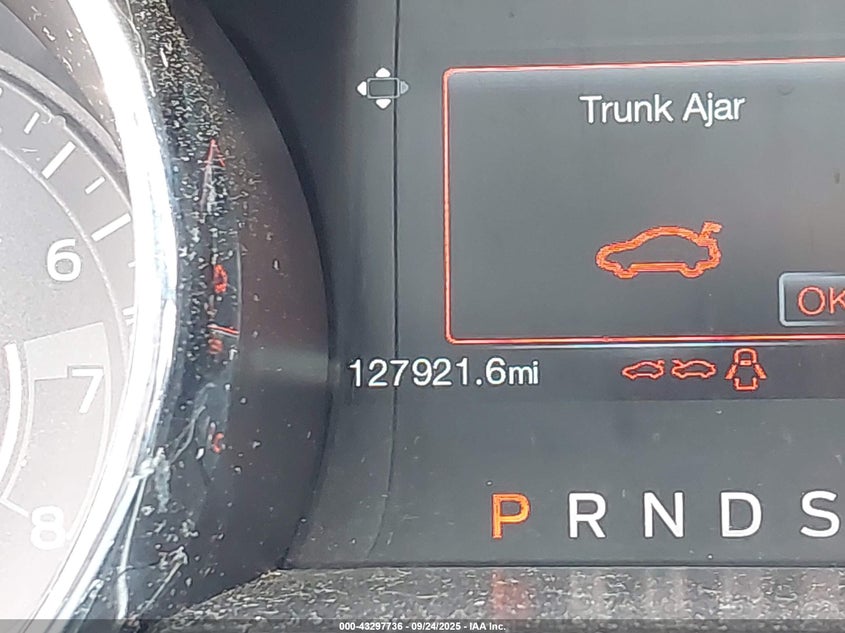 Trunk Ajar
6
OK
127921.6mi
7
P R N D S
8
000-43297736 - 09/24/2025 - IAA Inc.